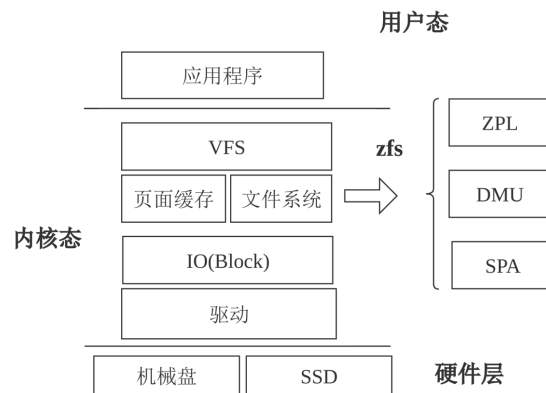 用户态
应用程序
VFS
zfs
ZPL
页面缓存
文件系统
DMU
内核态
IO(Block)
SPA
驱动
机械盘
SSD
硬件层